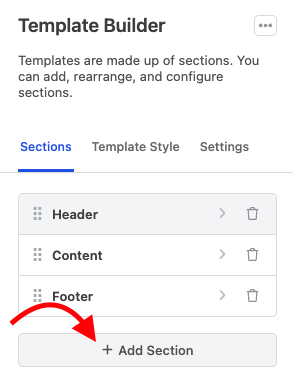 Template Builder
Templates are made up of sections. You
can add, rearrange, and configure
sections.
Sections Template Style Settings
Header
Content
Footer
+ Add Section